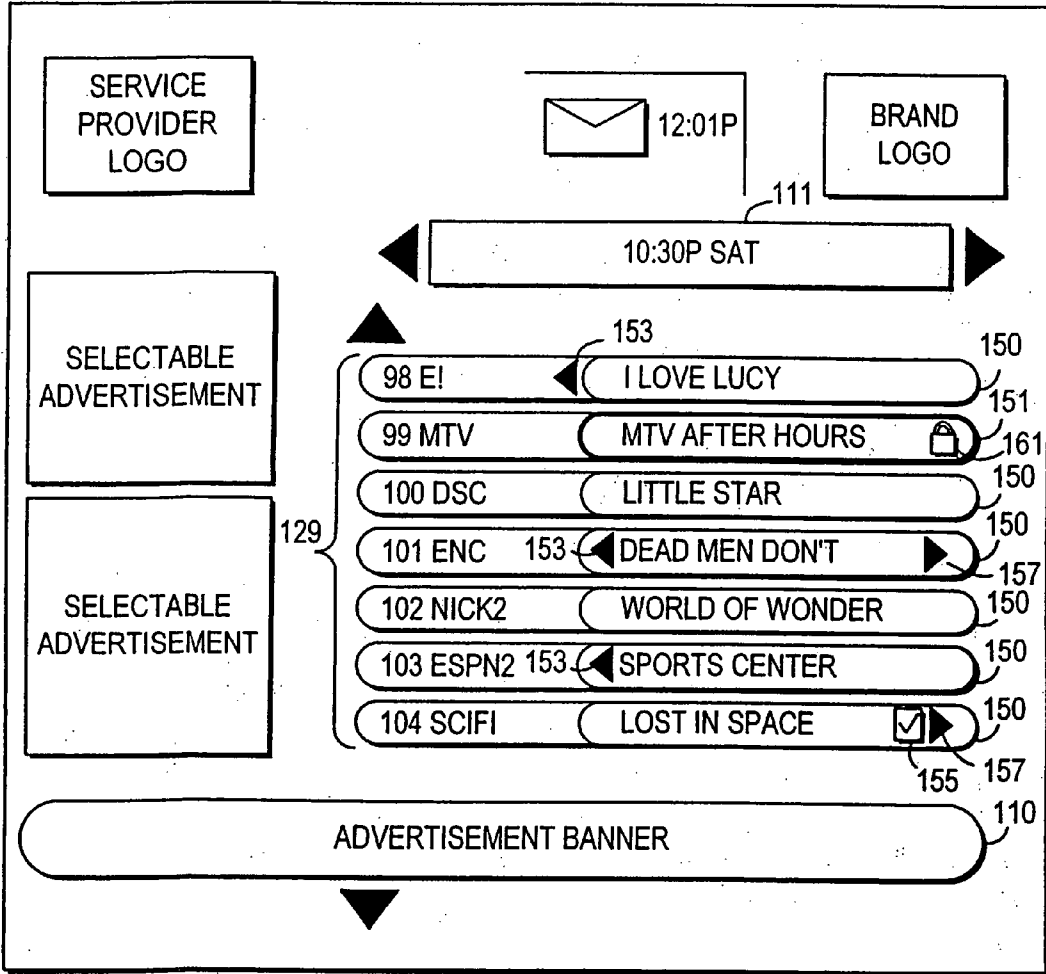 SERVICE
PROVIDER
LOGO
12:01P
BRAND
LOGO
111
10:30P SAT
SELECTABLE
ADVERTISEMENT
SELECTABLE
ADVERTISEMENT
129
153
98 E! I LOVE LUCY 150
99 MTV MTV AFTER HOURS 151
161
100 DSC LITTLE STAR 150
101 ENC 153 DEAD MEN DON'T 150
157
102 NICK2 WORLD OF WONDER 150
103 ESPN2 153 SPORTS CENTER 150
104 SCIFI LOST IN SPACE 150
155 157
ADVERTISEMENT BANNER 110